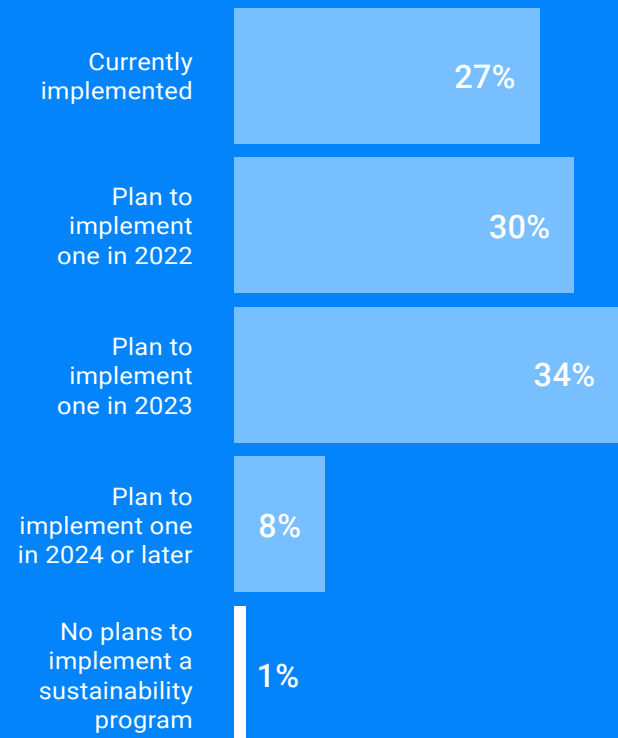 Currently
implemented
27%
Plan to
implement
one in 2022
30%
Plan to
implement
one in 2023
34%
Plan to
implement one
in 2024 or later
8%
No plans to
implement a
sustainability
program
1%